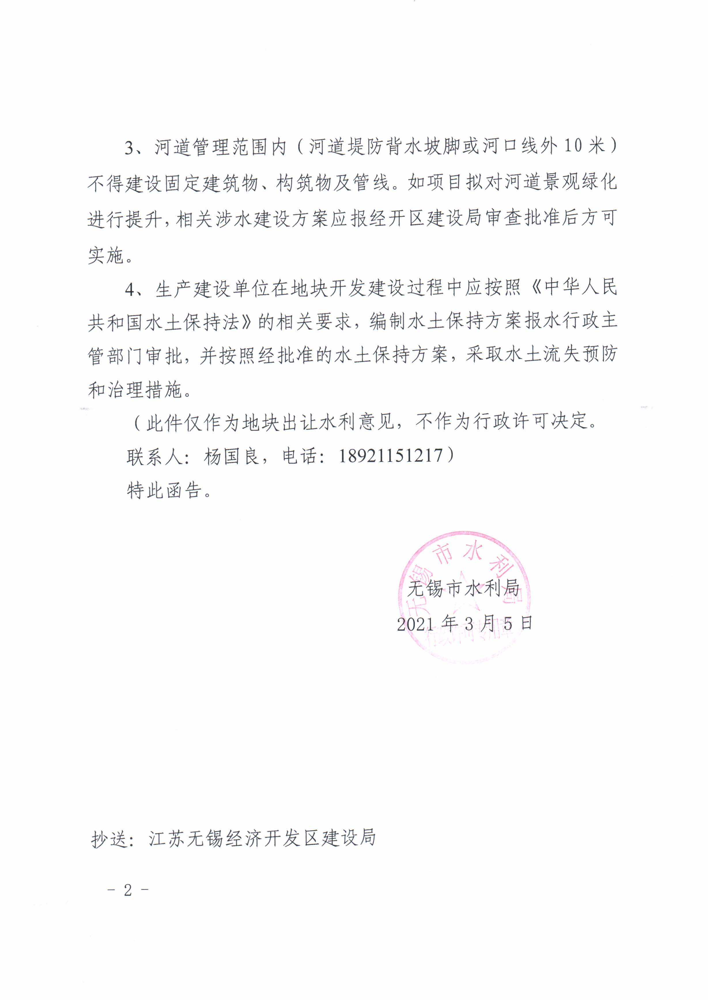 3、河道管理范围内（河道堤防背水坡脚或河口线外10米）
不得建设固定建筑物、构筑物及管线。如项目拟对河道景观绿化
进行提升,相关涉水建设方案应报经开区建设局审查批准后方可
实施。
4、生产建设单位在地块开发建设过程中应按照《中华人民
共和国水土保持法》的相关要求，编制水土保持方案报水行政主
管部门审批，并按照经批准的水土保持方案，采取水土流失预防
和治理措施。
（此件仅作为地块出让水利意见，不作为行政许可决定。
联系人：杨国良，电话：18921151217）
特此函告。
无锡市水利局
无锡市水利局
2021年3月5日
行政许可专用章
抄送：江苏无锡经济开发区建设局
- 2 -